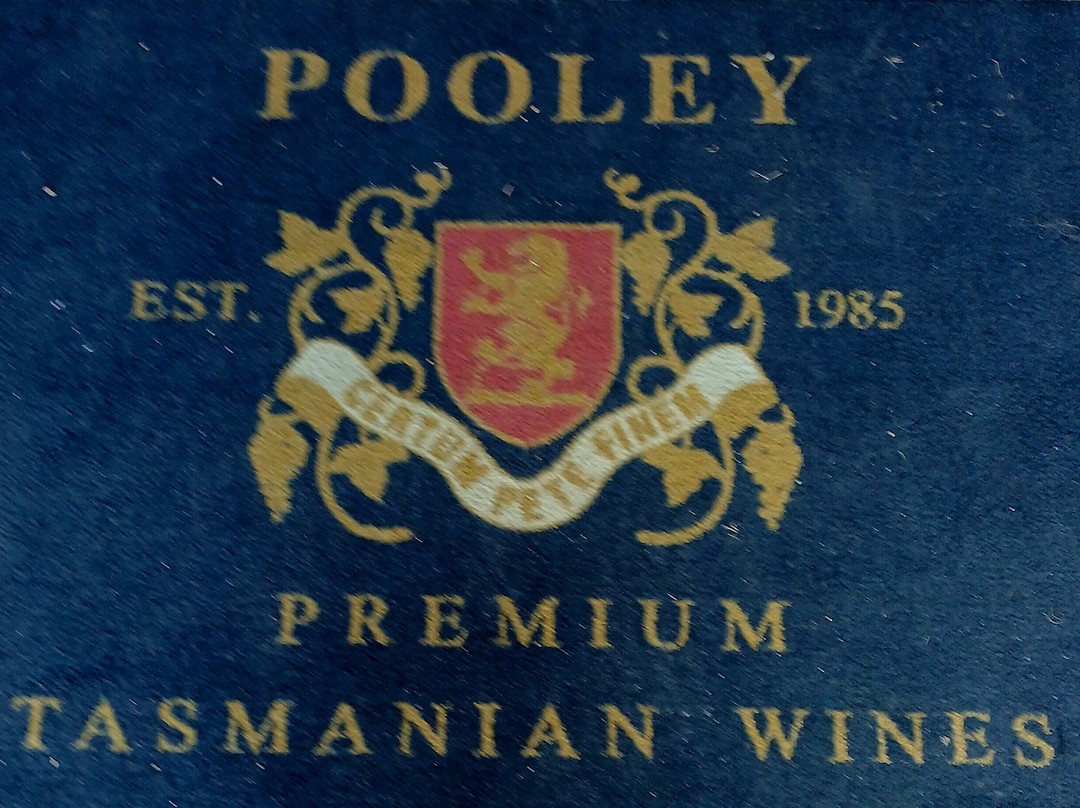 POOLEY
EST. 1985
CERTUM PETE FINEM
PREMIUM
TASMANIAN WINES